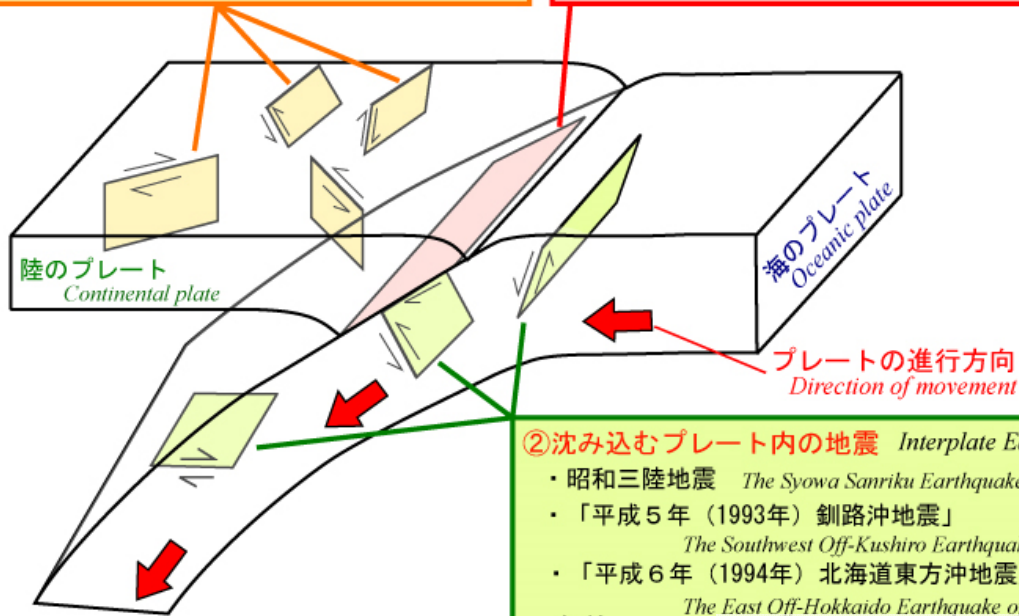 陸のプレート
Continental plate
海のプレート
Oceanic plate
プレートの進行方向
Direction of movement
②沈み込むプレート内の地震 Interplate
・昭和三陸地震 The Syowa Sanriku Earthquake
・「平成5年（1993年）釧路沖地震」
The Southwest Off-Kushiro Earthquake
・「平成6年（1994年）北海道東方沖地震
The East Off-Hokkaido Earthquake